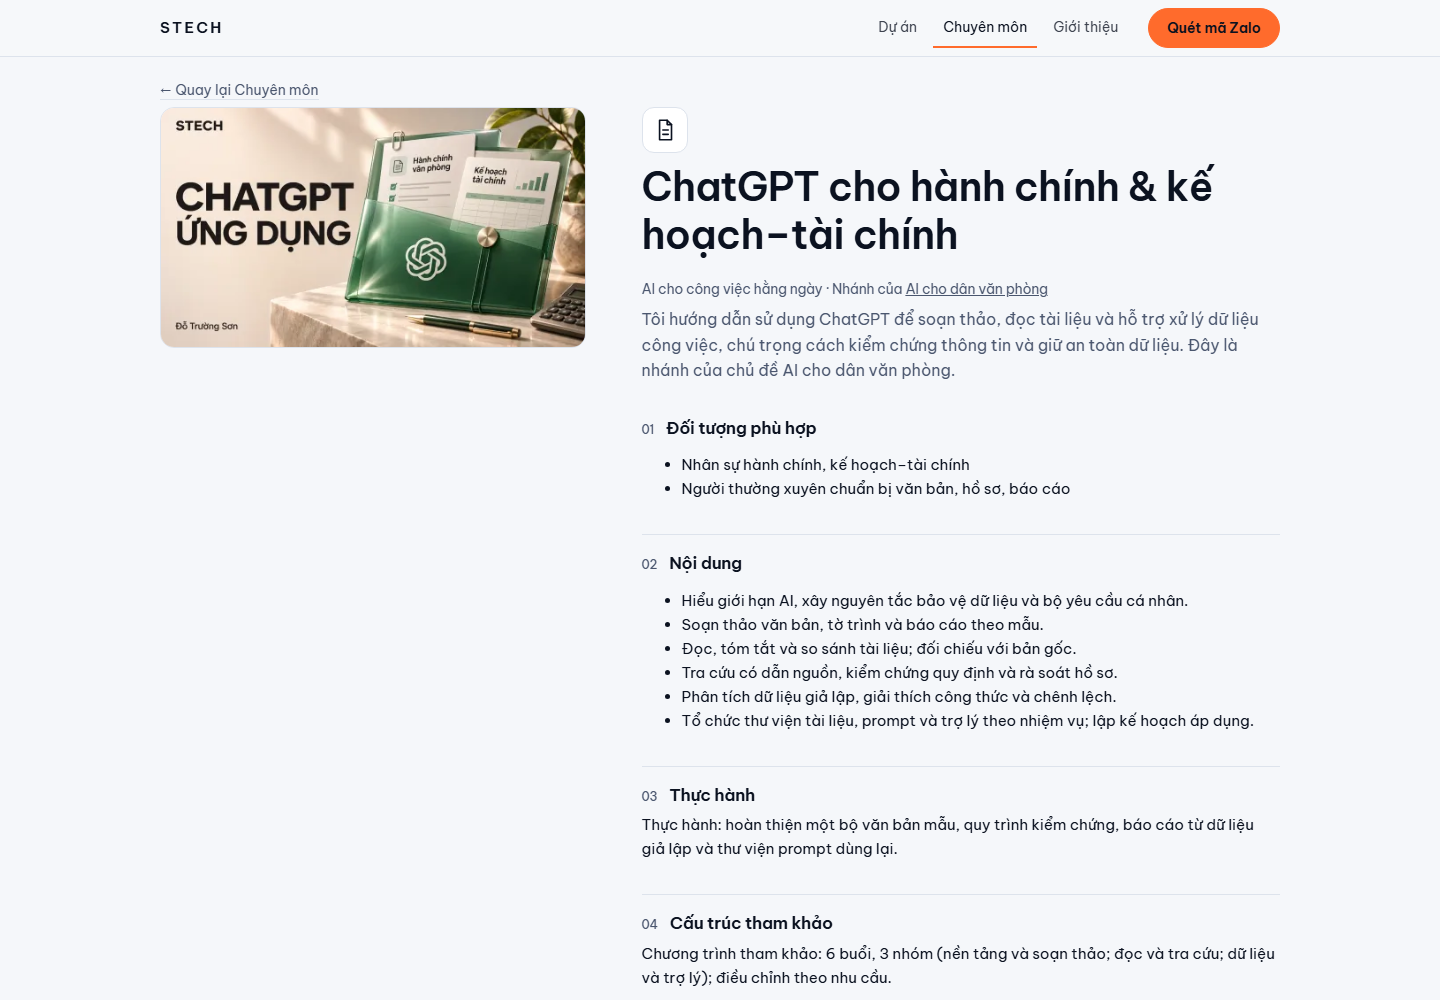 STECH
Dự án
Chuyên môn
Giới thiệu
Quét mã Zalo
← Quay lại Chuyên môn
STECH
CHATGPT
ỨNG DỤNG
Hành chính
văn phòng
Kế hoạch
tài chính
Đỗ Trường Sơn
ChatGPT cho hành chính & kế
hoạch–tài chính
AI cho công việc hằng ngày · Nhánh của AI cho dân văn phòng
Tôi hướng dẫn sử dụng ChatGPT để soạn thảo, đọc tài liệu và hỗ trợ xử lý dữ liệu
công việc, chú trọng cách kiểm chứng thông tin và giữ an toàn dữ liệu. Đây là
nhánh của chủ đề AI cho dân văn phòng.
01 Đối tượng phù hợp
• Nhân sự hành chính, kế hoạch–tài chính
• Người thường xuyên chuẩn bị văn bản, hồ sơ, báo cáo
02 Nội dung
• Hiểu giới hạn AI, xây nguyên tắc bảo vệ dữ liệu và bộ yêu cầu cá nhân.
• Soạn thảo văn bản, tờ trình và báo cáo theo mẫu.
• Đọc, tóm tắt và so sánh tài liệu; đối chiếu với bản gốc.
• Tra cứu có dẫn nguồn, kiểm chứng quy định và rà soát hồ sơ.
• Phân tích dữ liệu giả lập, giải thích công thức và chênh lệch.
• Tổ chức thư viện tài liệu, prompt và trợ lý theo nhiệm vụ; lập kế hoạch áp dụng.
03 Thực hành
Thực hành: hoàn thiện một bộ văn bản mẫu, quy trình kiểm chứng, báo cáo từ dữ liệu
giả lập và thư viện prompt dùng lại.
04 Cấu trúc tham khảo
Chương trình tham khảo: 6 buổi, 3 nhóm (nền tảng và soạn thảo; đọc và tra cứu; dữ liệu
và trợ lý); điều chỉnh theo nhu cầu.